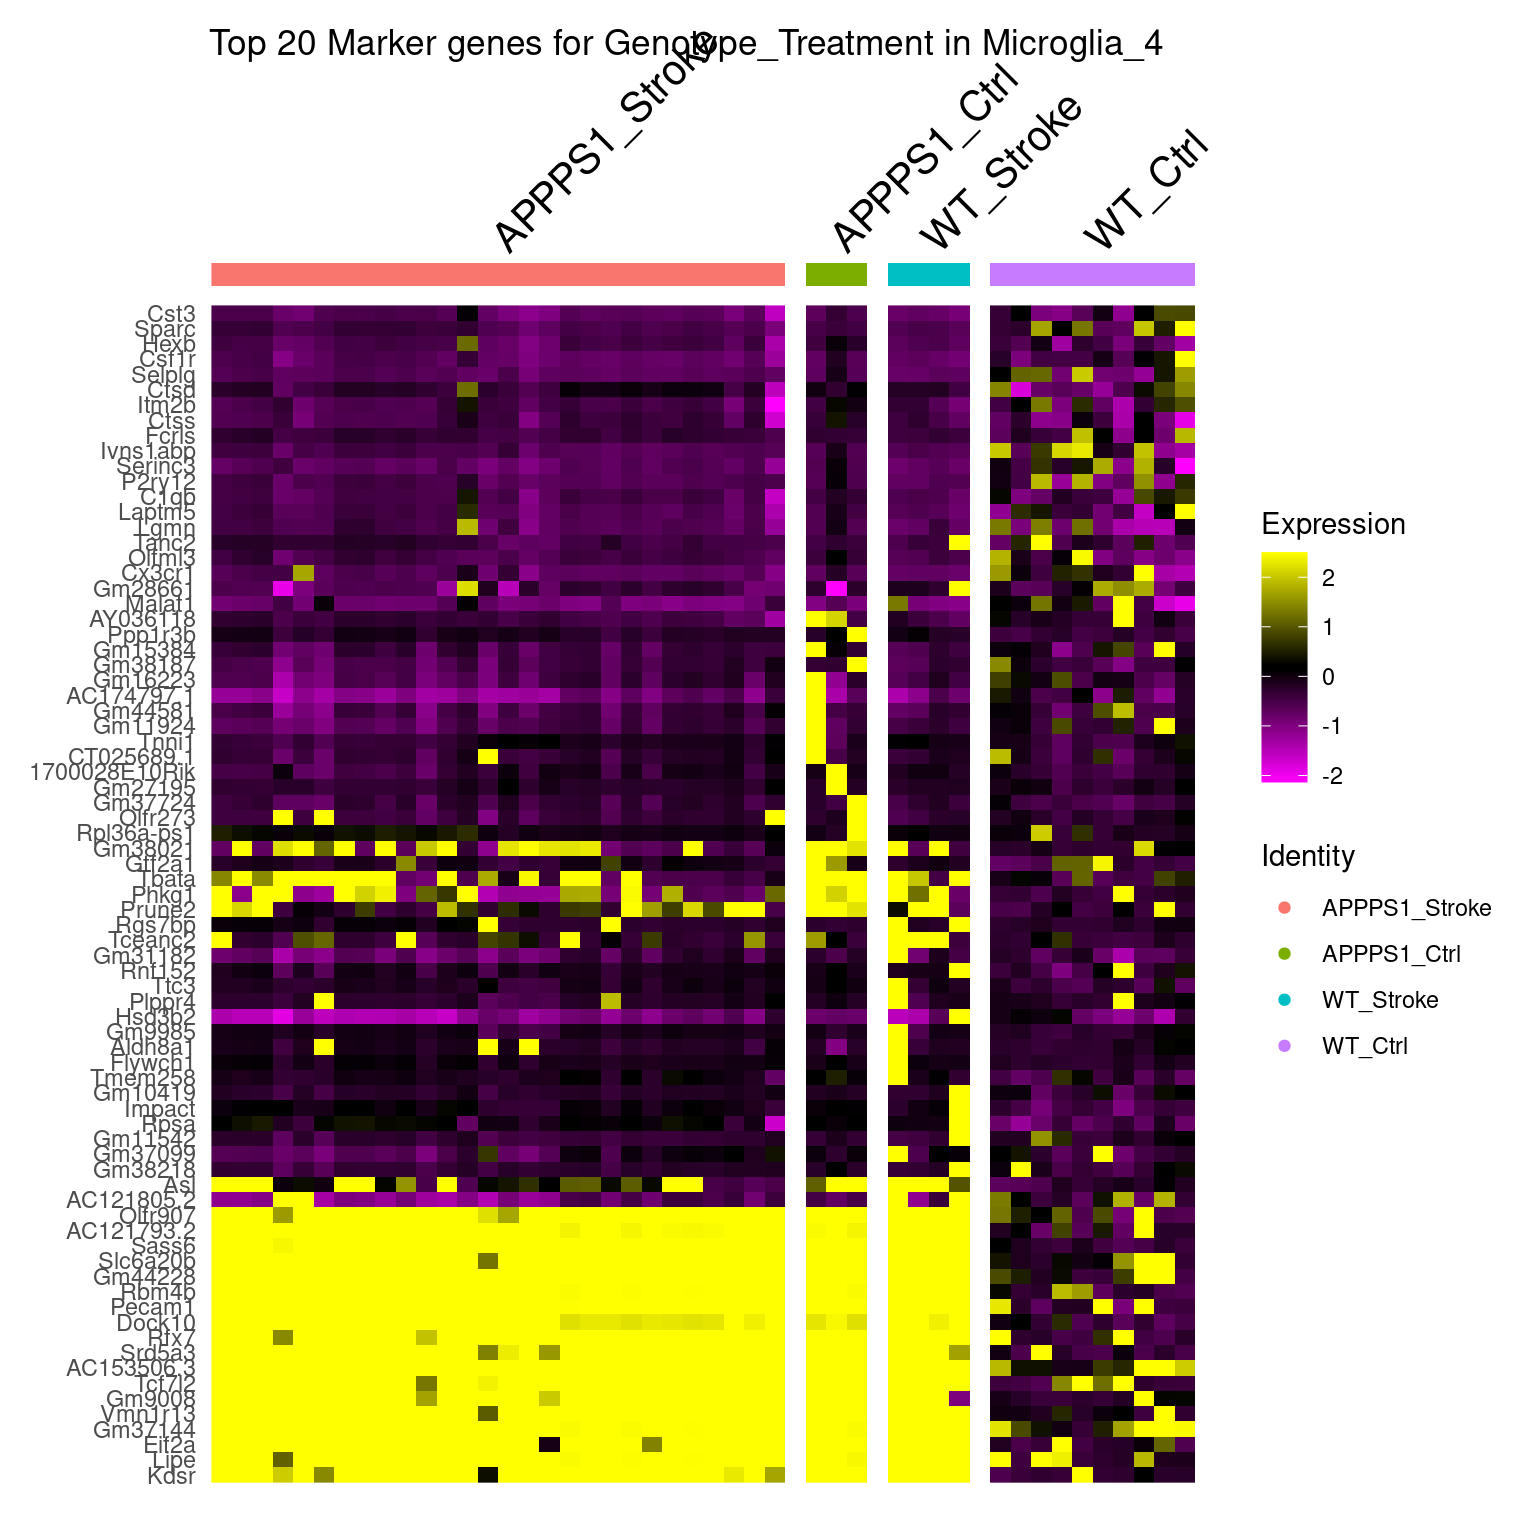 Top 20 Marker genes for Genotype_Treatment in Microglia_4
APPPS1_Stroke
APPPS1_Ctrl
WT_Stroke
WT_Ctrl
Cst3
Sparc
Hexb
Csf1r
Selplg
Ctsd
Itm2b
Ctss
Fcrls
Ivns1abp
Serinc3
P2ry12
C1qb
Laptm5
Lgmn
Tanc2
Olfml3
Cx3cr1
Gm28661
Malat1
AY036118
Ppp1r3b
Gm15384
Gm38187
Gm16223
AC174797.1
Gm44581
Gm11924
Tnni1
CT025689.1
1700028E10Rik
Gm27195
Gm37724
Olfr273
Rpl36a-ps1
Gm38021
Gtf2a1
Tbata
Phkg1
Prune2
Rgs7bp
Tceanc2
Gm31182
Rnf152
Ttc3
Plppr4
Hsd3b2
Gm9985
Aldh8a1
Flywch1
Tmem258
Gm10419
Impact
Rpsa
Gm11542
Gm37099
Gm38218
Asl
AC121805.2
Olfr907
AC121793.2
Sass6
Slc6a20b
Gm44228
Rbm4b
Pecam1
Dock10
Rfx7
Srd5a3
AC153506.3
Tcf7l2
Gm9008
Vmn1r13
Gm37144
Eif2a
Lipe
Kdsr
Expression
2
1
0
-1
-2
Identity
APPPS1_Stroke
APPPS1_Ctrl
WT_Stroke
WT_Ctrl